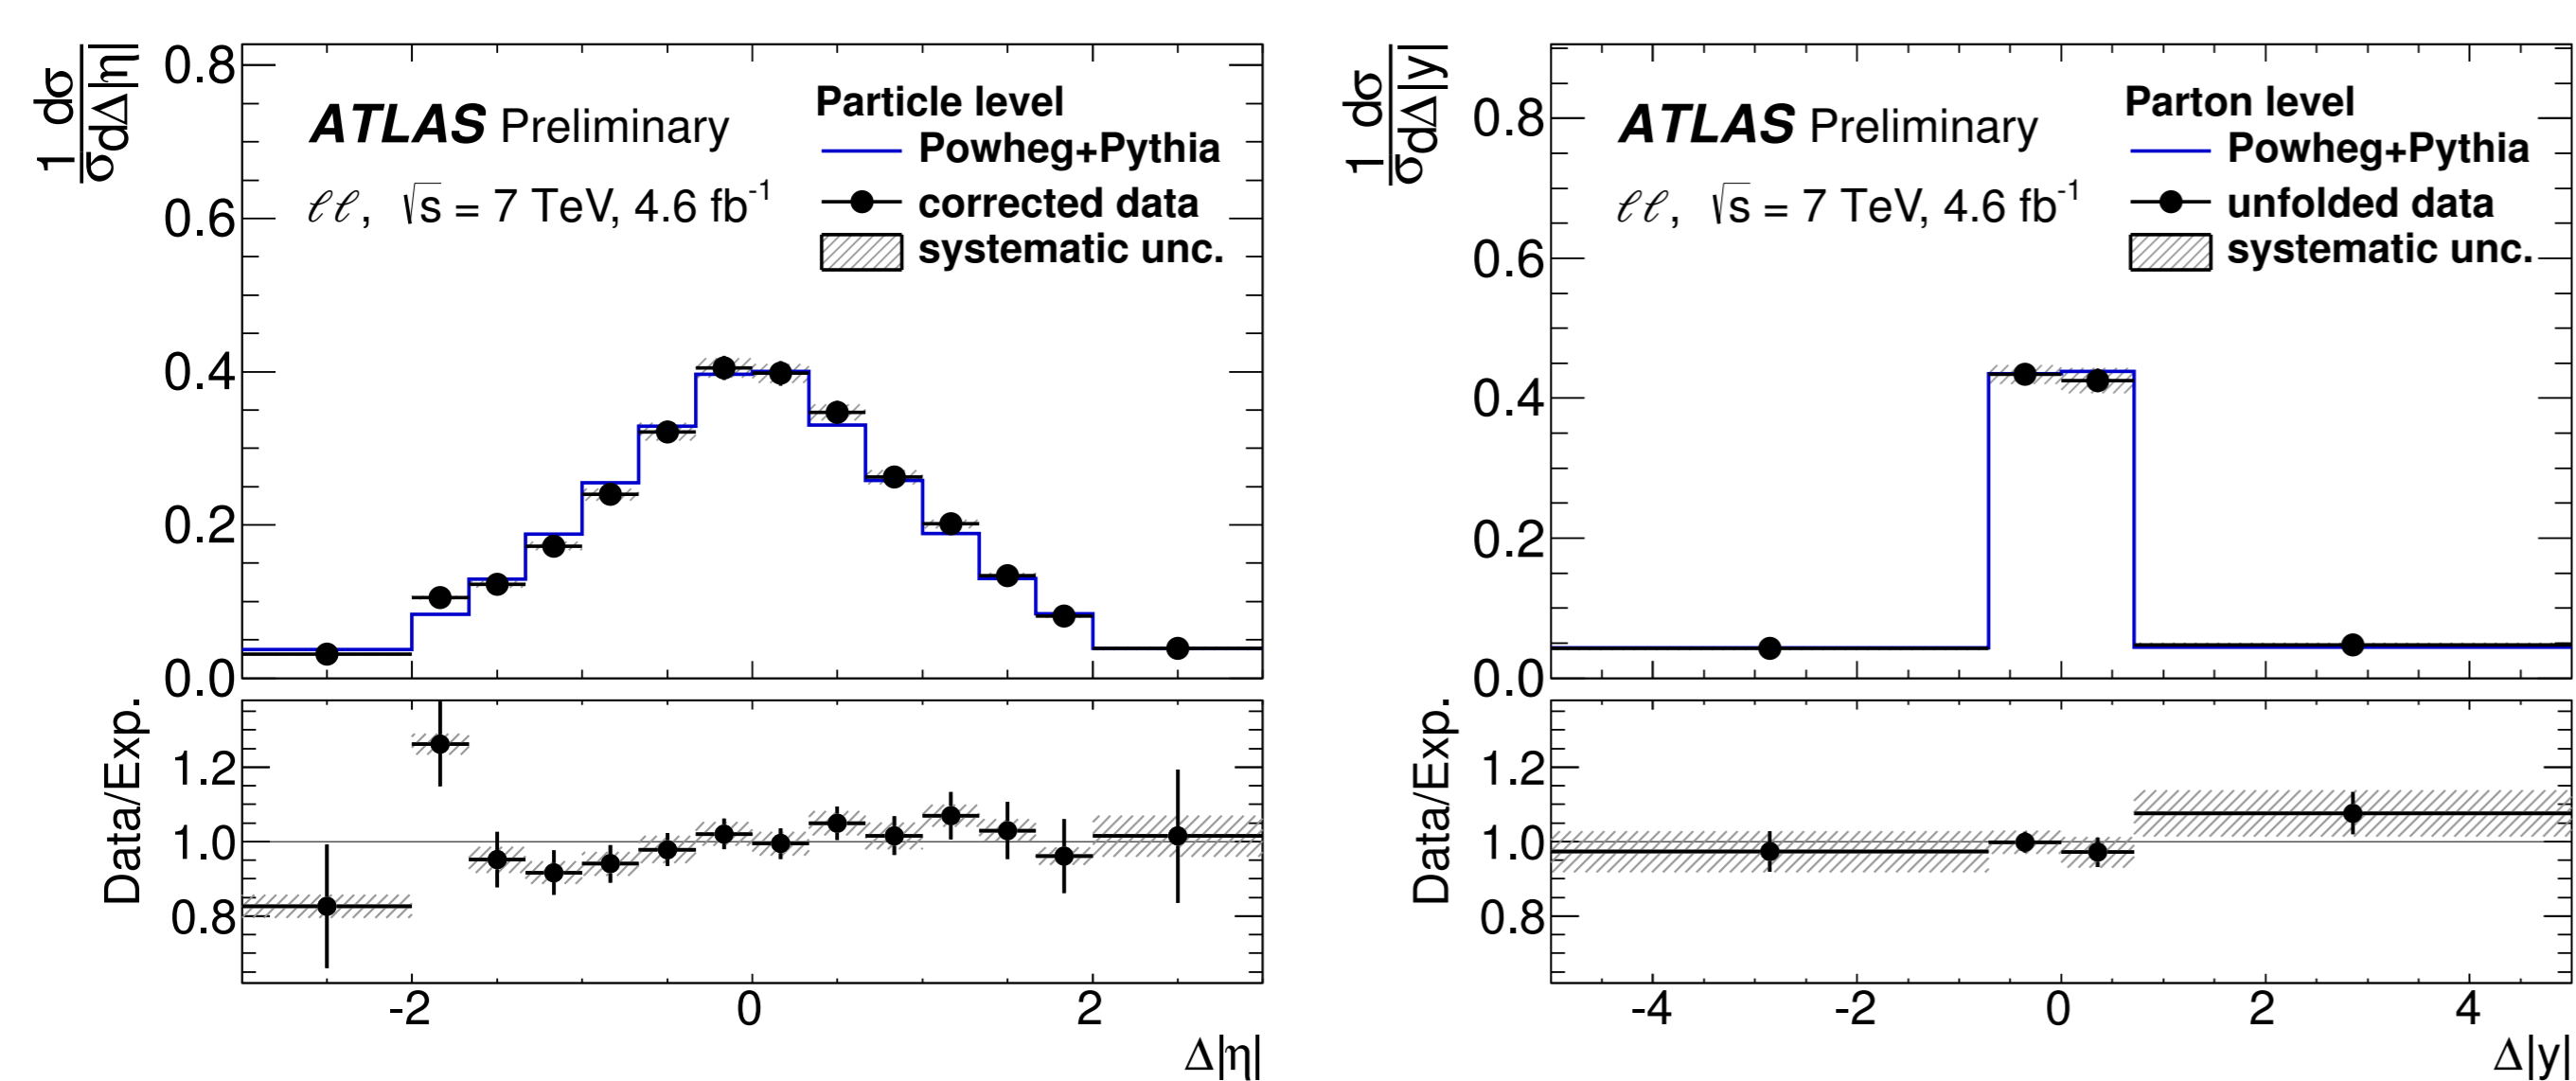 1 dσ
σ dΔ|η|
0.8
0.6
0.4
0.2
0.0
ATLAS Preliminary
ℓℓ, √s = 7 TeV, 4.6 fb⁻¹
Particle level
Powheg+Pythia
corrected data
systematic unc.
Data/Exp.
1.2
1.0
0.8
-2 0 2
Δ|η|
1 dσ
σ dΔ|y|
0.8
0.6
0.4
0.2
0.0
ATLAS Preliminary
ℓℓ, √s = 7 TeV, 4.6 fb⁻¹
Parton level
Powheg+Pythia
unfolded data
systematic unc.
Data/Exp.
1.2
1.0
0.8
-4 -2 0 2 4
Δ|y|